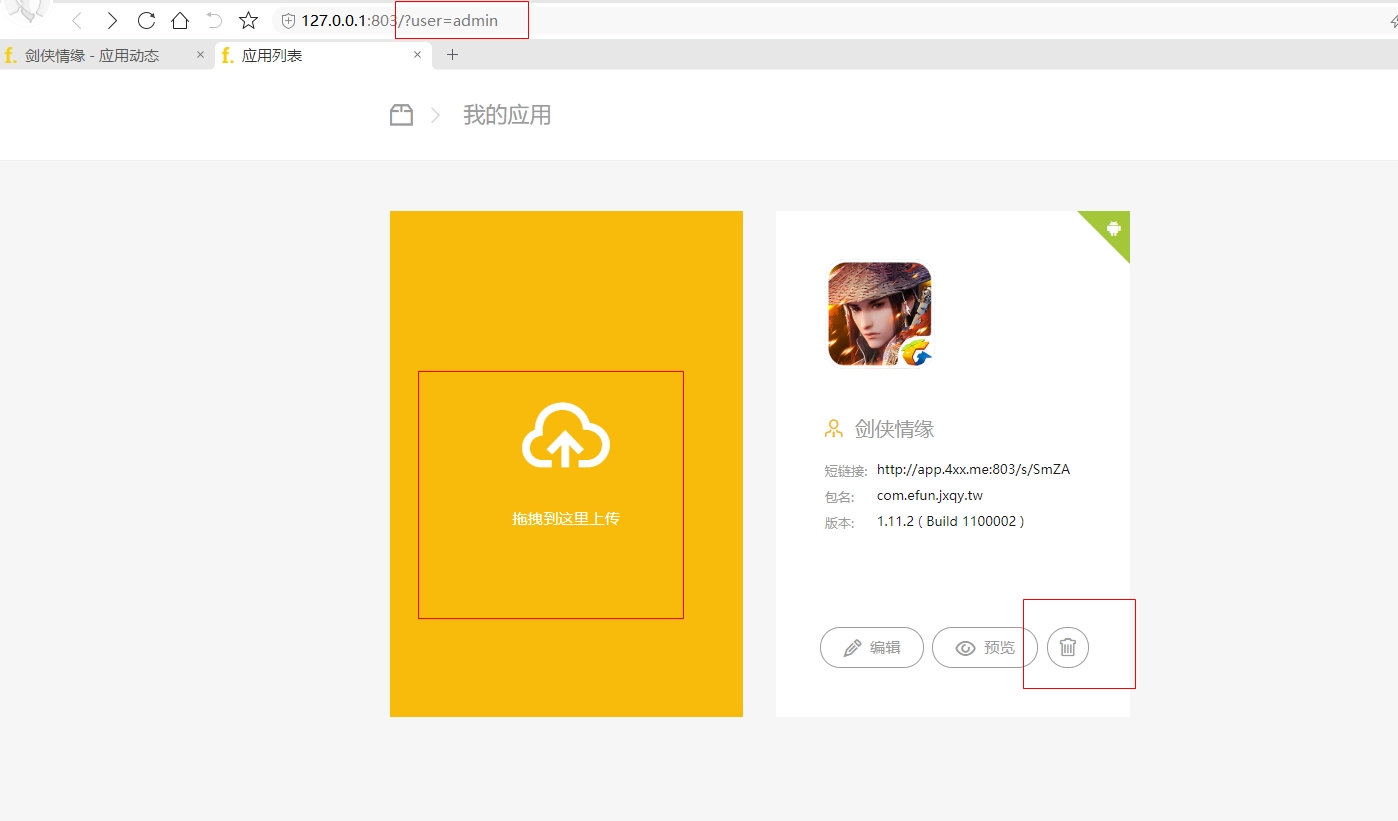 127.0.0.1:803/?user=admin
f. 剑侠情缘 - 应用动态
f. 应用列表
我的应用
拖拽到这里上传
剑侠情缘
短链接: http://app.4xx.me:803/s/SmZA
包名: com.efun.jxqy.tw
版本: 1.11.2 ( Build 1100002 )
编辑
预览